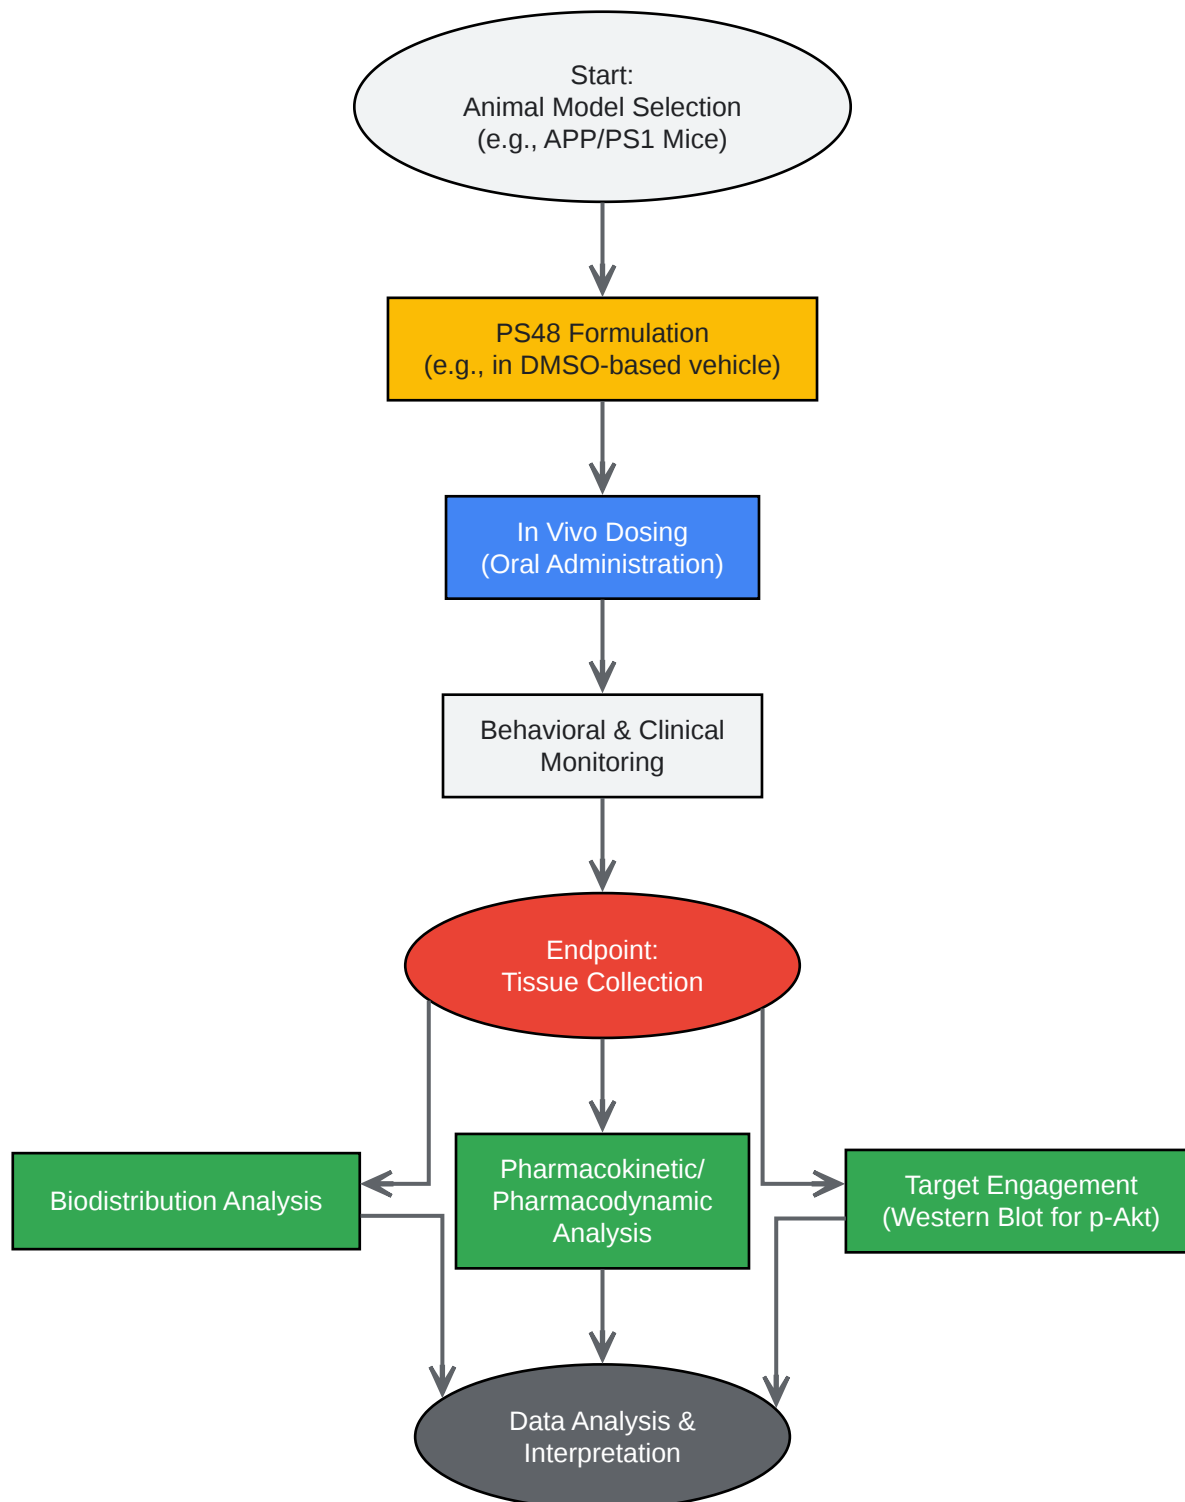 Start:
Animal Model Selection
(e.g., APP/PS1 Mice)
PS48 Formulation
(e.g., in DMSO-based vehicle)
In Vivo Dosing
(Oral Administration)
Behavioral & Clinical
Monitoring
Endpoint:
Tissue Collection
Biodistribution Analysis
Pharmacokinetic/
Pharmacodynamic
Analysis
Target Engagement
(Western Blot for p-Akt)
Data Analysis &
Interpretation